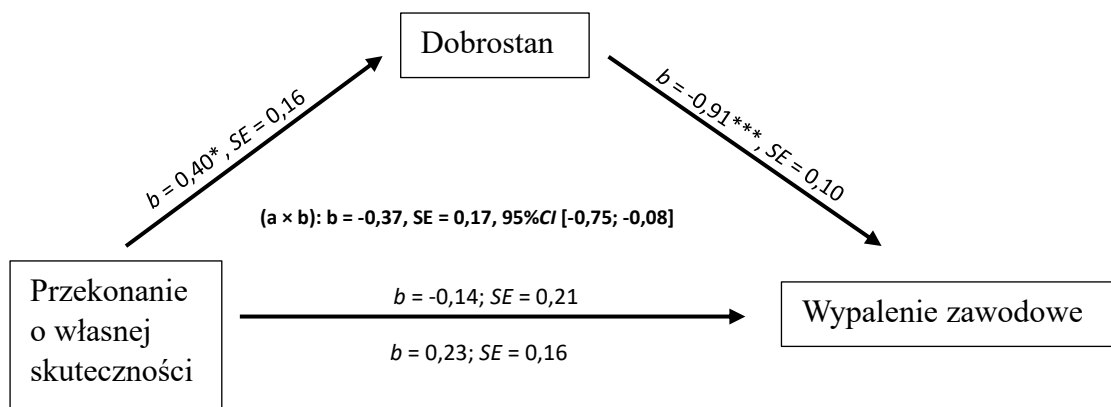 Dobrostan
b = 0,40* , SE = 0,16
b = -0,91***, SE = 0,10
(a × b): b = -0,37, SE = 0,17, 95%CI [-0,75; -0,08]
Przekonanie
o własnej
skuteczności
b = -0,14; SE = 0,21
b = 0,23; SE = 0,16
Wypalenie zawodowe